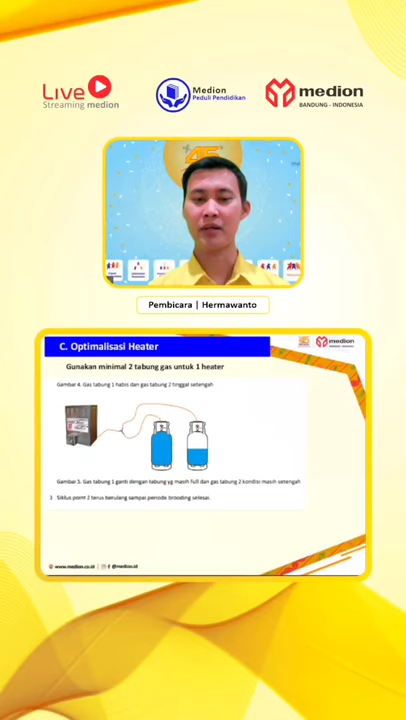 Live
Streaming medion
Medion
Peduli Pendidikan
medion
BANDUNG - INDONESIA
Pembicara | Hermawanto
C. Optimalisasi Heater
medion
Gunakan minimal 2 tabung gas untuk 1 heater
Gambar 4. Gas tabung 1 habis dan gas tabung 2 tinggal setengah
Gambar 5. Gas tabung 1 ganti dengan tabung yg masih full dan gas tabung 2 kondisi masih setengah
3 Siklus point 2 terus berulang sampai periode brooding selesai.
www.medion.co.id
@medion.id